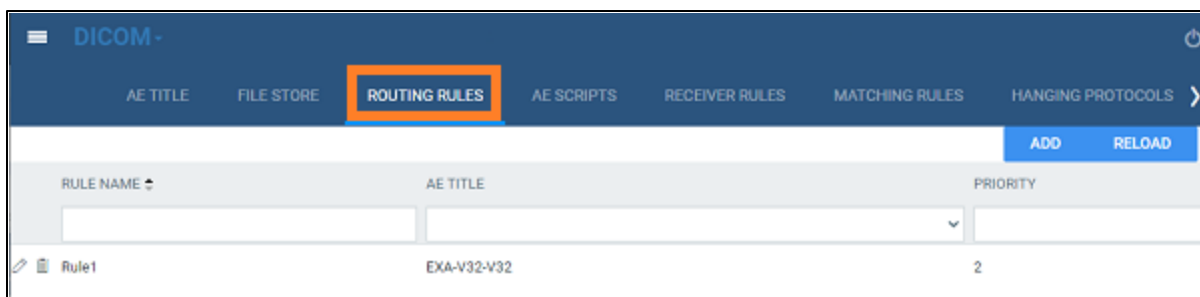 DICOM
AE TITLE FILE STORE ROUTING RULES AE SCRIPTS RECEIVER RULES MATCHING RULES HANGING PROTOCOLS
ADD RELOAD
RULE NAME AE TITLE PRIORITY
Rule1 EXA-V32-V32 2